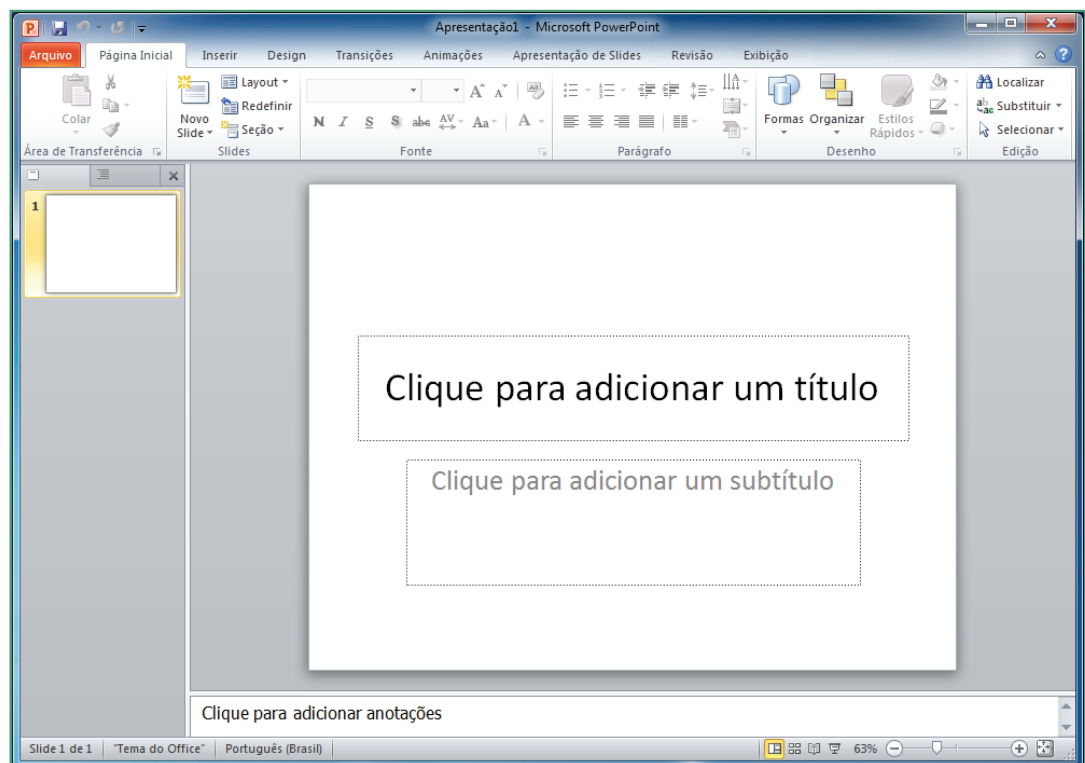 Apresentação1 - Microsoft PowerPoint
Arquivo Página Inicial Inserir Design Transições Animações Apresentação de Slides Revisão Exibição
Colar
Área de Transferência
Novo Slide
Layout
Redefinir
Seção
Slides
N I S S abc AV Aa A
Fonte
Parágrafo
Formas Organizar Estilos Rápidos
Desenho
Localizar
Substituir
Selecionar
Edição
1
Clique para adicionar um título
Clique para adicionar um subtítulo
Clique para adicionar anotações
Slide 1 de 1 "Tema do Office" Português (Brasil) 63%